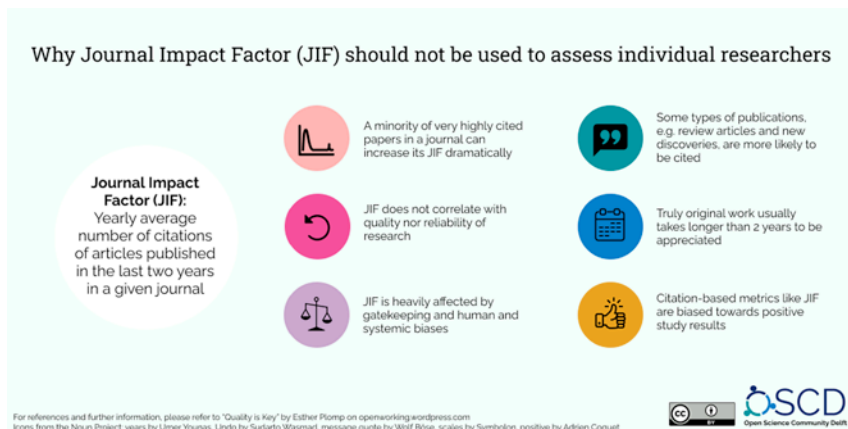 Why Journal Impact Factor (JIF) should not be used to assess individual researchers
Journal Impact
Factor (JIF):
Yearly average
number of citations
of articles published
in the last two years
in a given journal
A minority of very highly cited
papers in a journal can
increase its JIF dramatically
JIF does not correlate with
quality nor reliability of
research
JIF is heavily affected by
gatekeeping and human and
systemic biases
Some types of publications,
e.g. review articles and new
discoveries, are more likely to
be cited
Truly original work usually
takes longer than 2 years to be
appreciated
Citation-based metrics like JIF
are biased towards positive
study results
For references and further information, please refer to "Quality is Key" by Esther Plomp on openworking.wordpress.com
Icons from the Noun Project: years by Umer Younas, Undo by Sudarto Wasmad, message quote by Wolf Böse, scales by Symbolon, positive by Adrien Coquet
cc
BY
OSCD
Open Science Community Delft